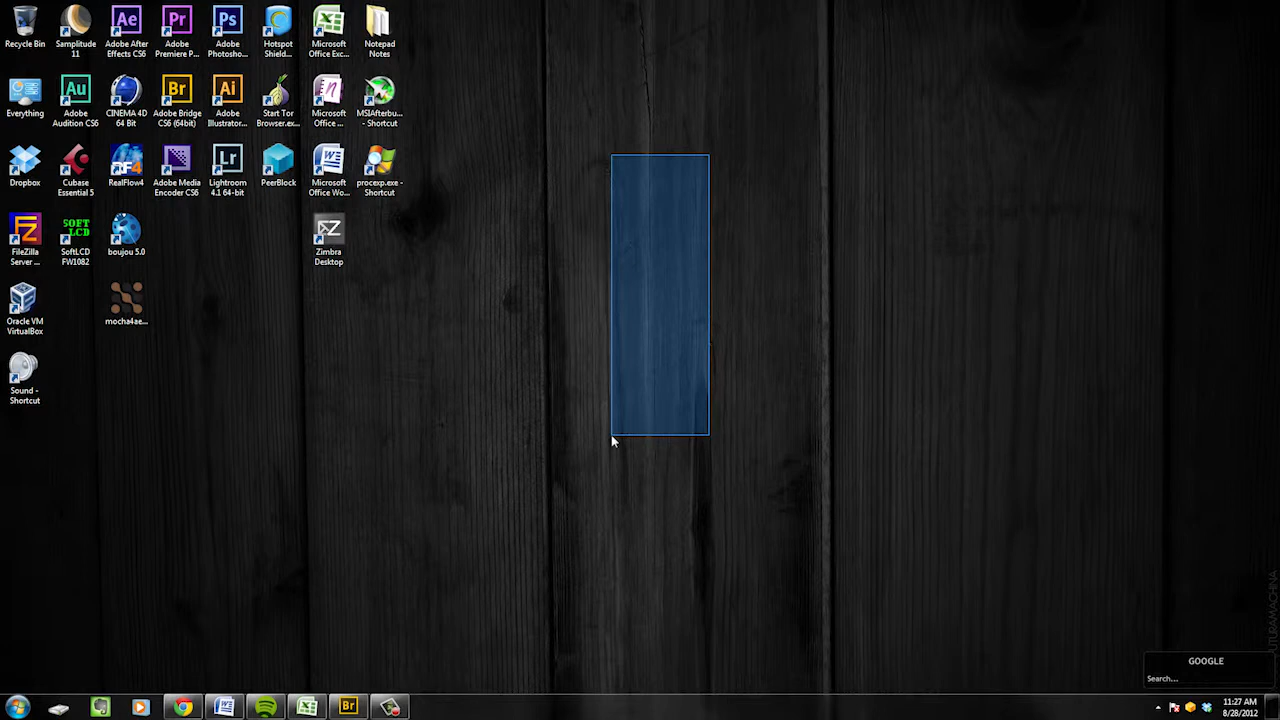 Recycle Bin
Samplitude
11
Adobe After
Effects CS6
Adobe
Premiere P...
Adobe
Photosho...
Hotspot
Shield...
Microsoft
Office Exc...
Notepad
Notes
Everything
Adobe
Audition CS6
CINEMA 4D
64 Bit
Adobe Bridge
CS6 (64bit)
Adobe
Illustrator...
Start Tor
Browser.ex...
Microsoft
Office ...
MSIAfterbu...
- Shortcut
Dropbox
Cubase
Essential 5
RealFlow4
Adobe Media
Encoder CS6
Lightroom
4.1 64-bit
PeerBlock
Microsoft
Office Wo...
procexp.exe -
Shortcut
FileZilla
Server ...
SOFT
LCD
SoftLCD
FW1082
boujou 5.0
Zimbra
Desktop
Oracle VM
VirtualBox
mocha4ae...
Sound -
Shortcut
GOOGLE
Search...
11:27 AM
8/28/2012